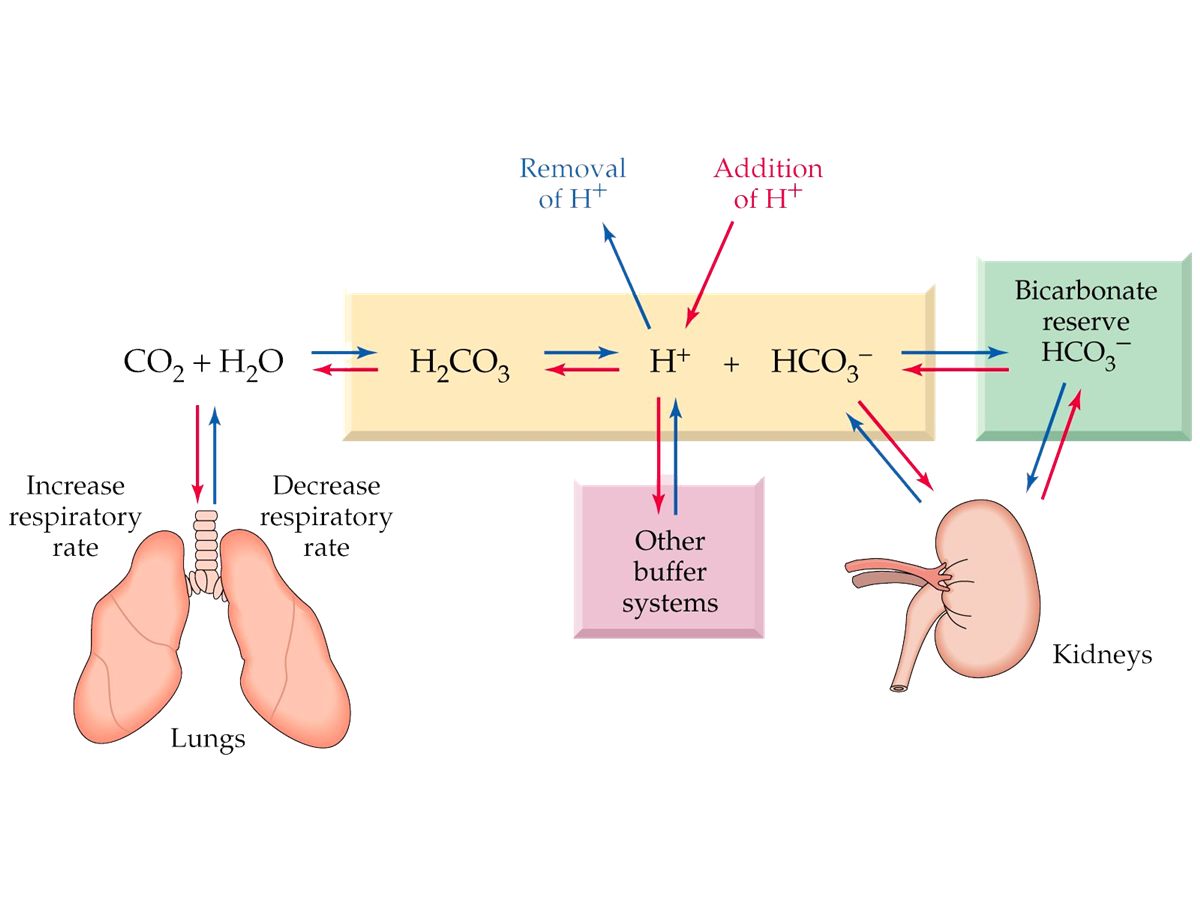 Removal
of H⁺
Addition
of H⁺
Bicarbonate
reserve
HCO₃⁻
CO₂ + H₂O
H₂CO₃
H⁺ + HCO₃⁻
Increase
respiratory
rate
Decrease
respiratory
rate
Other
buffer
systems
Kidneys
Lungs